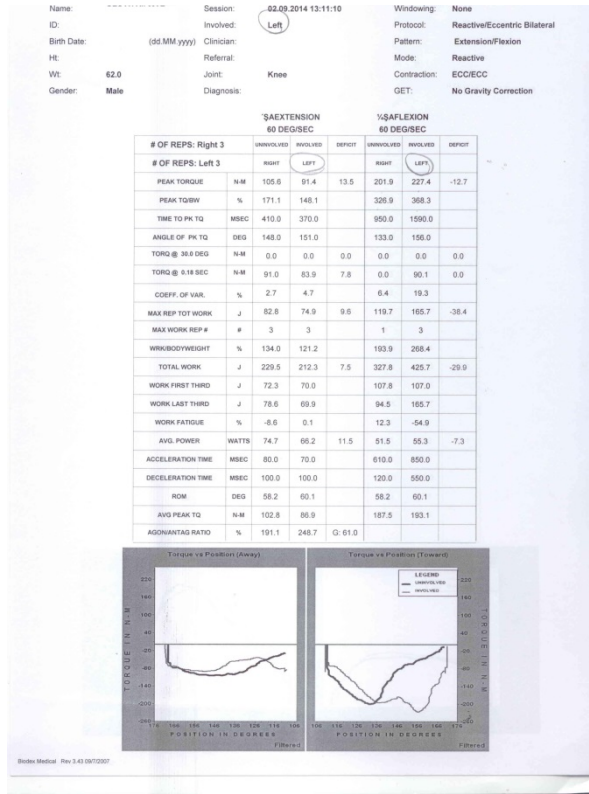 Name: Session: 02.09.2014 13:11:10 Windowing: None
ID: Involved: Left Protocol: Reactive/Eccentric Bilateral
Birth Date: (dd.MM.yyyy) Clinician: Pattern: Extension/Flexion
Ht: Referral: Mode: Reactive
Wt: 62.0 Joint: Knee Contraction: ECC/ECC
Gender: Male Diagnosis: GET: No Gravity Correction
¨§AEXTENSION ¼§AFLEXION
60 DEG/SEC 60 DEG/SEC
# OF REPS: Right 3 UNINVOLVED INVOLVED DEFICIT UNINVOLVED INVOLVED DEFICIT
# OF REPS: Left 3 RIGHT LEFT RIGHT LEFT
PEAK TORQUE N-M 105.6 91.4 13.5 201.9 227.4 -12.7
PEAK TQ/BW % 171.1 148.1 326.9 368.3
TIME TO PK TQ MSEC 410.0 370.0 950.0 1590.0
ANGLE OF PK TQ DEG 148.0 151.0 133.0 156.0
TORQ @ 30.0 DEG N-M 0.0 0.0 0.0 0.0 0.0 0.0
TORQ @ 0.18 SEC N-M 91.0 83.9 7.8 0.0 90.1 0.0
COEFF. OF VAR. % 2.7 4.7 6.4 19.3
MAX REP TOT WORK J 82.8 74.9 9.6 119.7 165.7 -38.4
MAX WORK REP # # 3 3 1 3
WRK/BODYWEIGHT % 134.0 121.2 193.9 268.4
TOTAL WORK J 229.5 212.3 7.5 327.8 425.7 -29.9
WORK FIRST THIRD J 72.3 70.0 107.8 107.0
WORK LAST THIRD J 78.6 69.9 94.5 165.7
WORK FATIGUE % -8.6 0.1 12.3 -54.9
AVG. POWER WATTS 74.7 66.2 11.5 51.5 55.3 -7.3
ACCELERATION TIME MSEC 80.0 70.0 610.0 850.0
DECELERATION TIME MSEC 100.0 100.0 120.0 550.0
ROM DEG 58.2 60.1 58.2 60.1
AVG PEAK TQ N-M 102.8 86.9 187.5 193.1
AGON/ANTAG RATIO % 191.1 248.7 G: 61.0
Torque vs Position (Away) Torque vs Position (Toward)
LEGEND
UNINVOLVED
INVOLVED
TORQUE IN N-M
TORQUE IN N-M
POSITION IN DEGREES POSITION IN DEGREES
Filtered Filtered
Biodex Medical Rev 3.43 09/7/2007